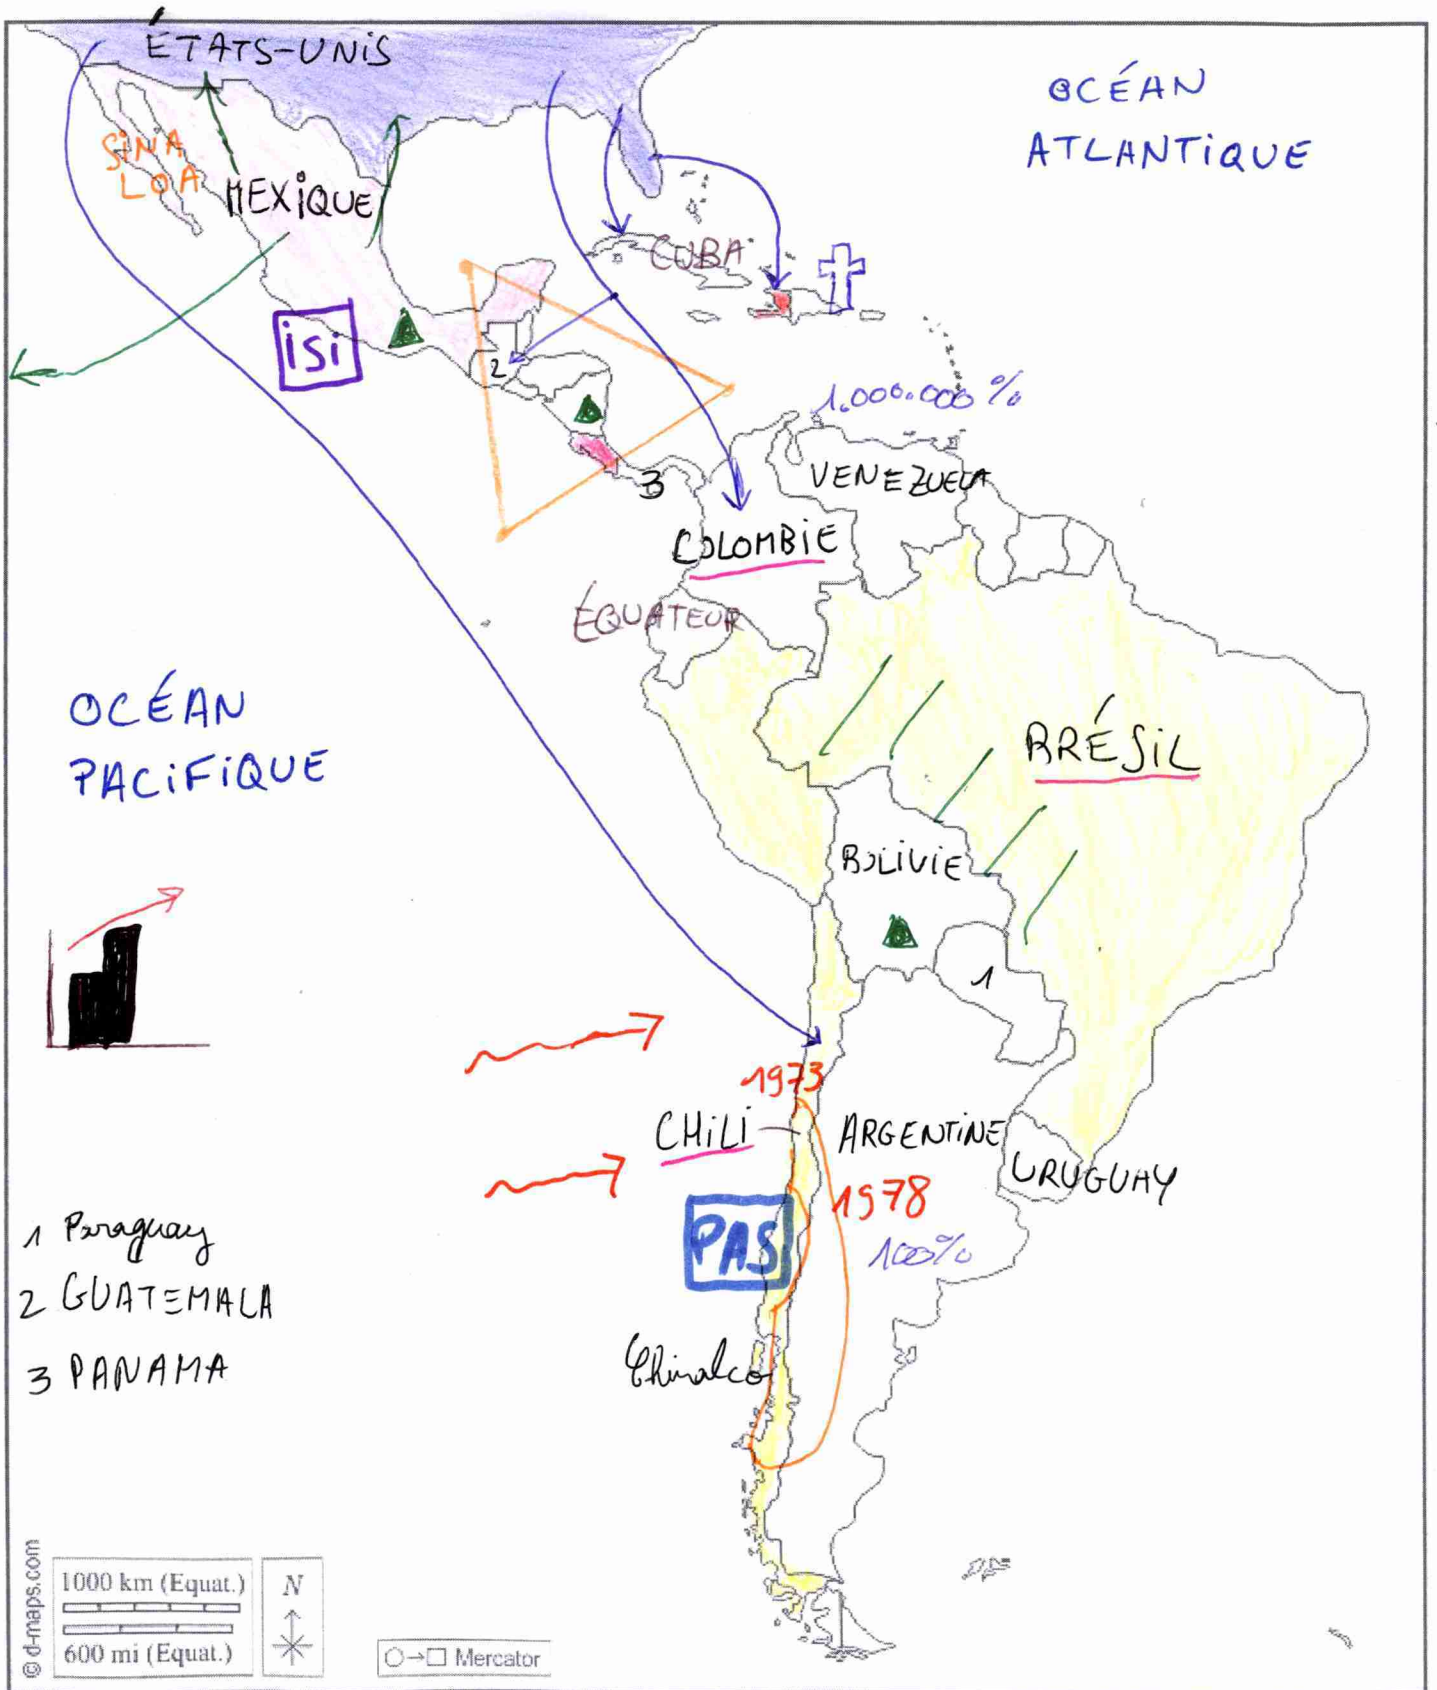 ÉTATS-UNIS
OCÉAN
ATLANTIQUE
SINA
LOA
MEXIQUE
CUBA
ISI
2
1.000.000 %
3
VENEZUELA
COLOMBIE
ÉQUATEUR
OCÉAN
PACIFIQUE
BRÉSIL
BOLIVIE
1
1973
CHILI
ARGENTINE
URUGUAY
1978
PAS
100%
1 Paraguay
2 GUATEMALA
3 PANAMA
Chinalco
© d-maps.com
1000 km (Equat.)
600 mi (Equat.)
N
Mercator